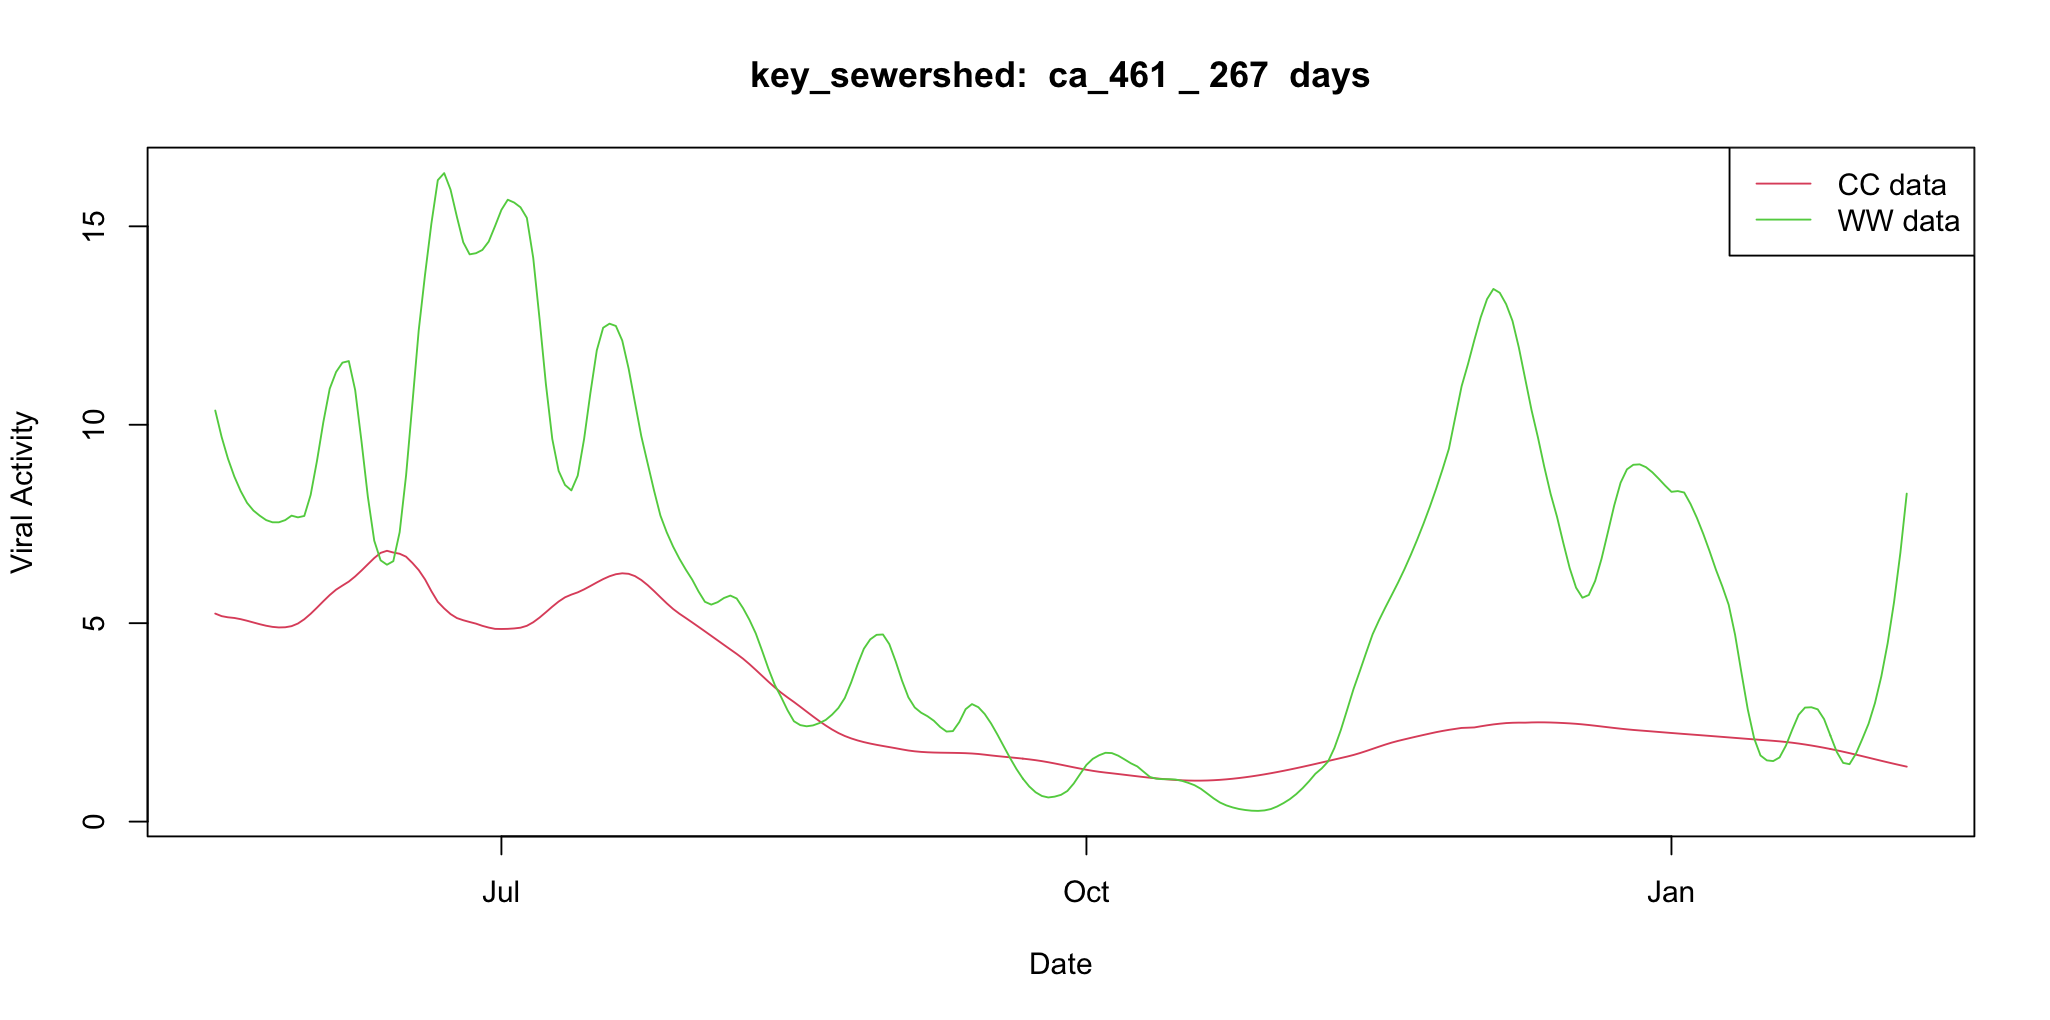 key_sewershed: ca_461 _ 267 days
CC data
WW data
Viral Activity
15
10
5
0
Jul
Oct
Jan
Date